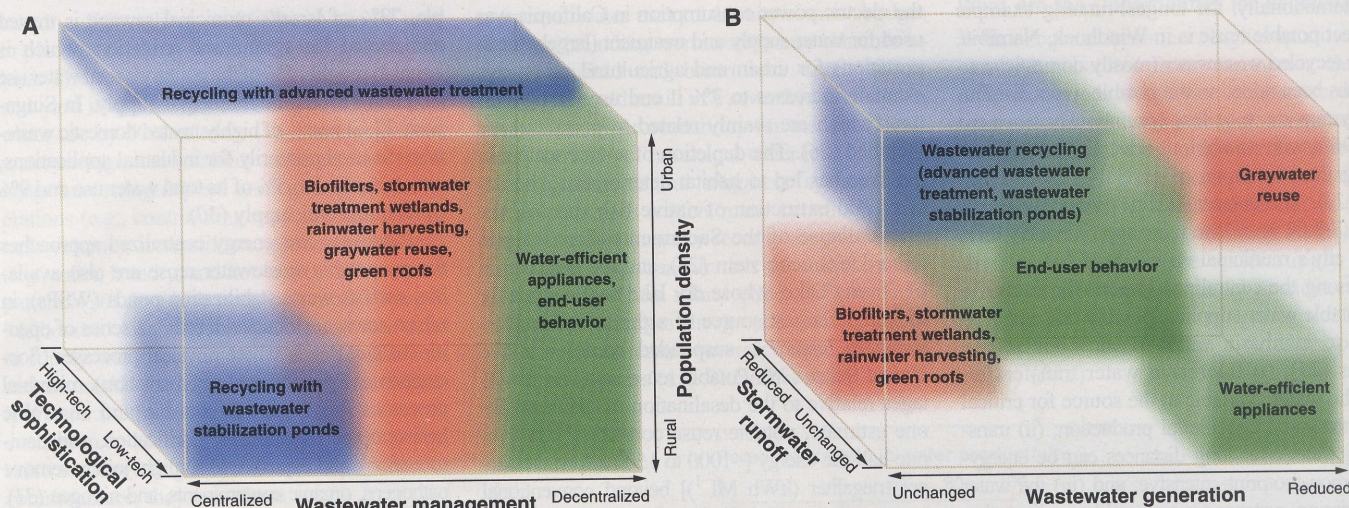 A
Recycling with advanced wastewater treatment
Biofilters, stormwater
treatment wetlands,
rainwater harvesting,
graywater reuse,
green roofs
Water-efficient
appliances,
end-user
behavior
Recycling with
wastewater
stabilization ponds
High-tech
Low-tech
Technological
sophistication
Centralized
Decentralized
Wastewater management
Urban
Rural
Population density
B
Wastewater recycling
(advanced wastewater
treatment, wastewater
stabilization ponds)
Graywater
reuse
End-user behavior
Biofilters, stormwater
treatment wetlands,
rainwater harvesting,
green roofs
Water-efficient
appliances
Reduced
Unchanged
Stormwater
runoff
Unchanged
Reduced
Wastewater generation